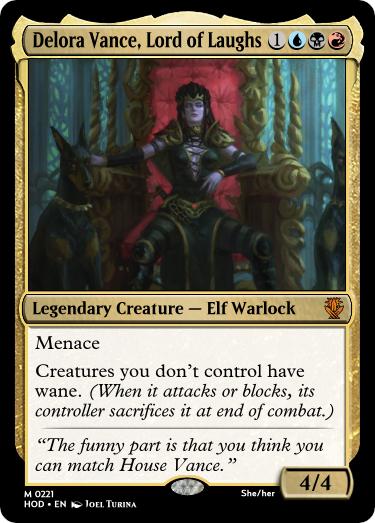 Delora Vance, Lord of Laughs 1
Legendary Creature — Elf Warlock
Menace
Creatures you don't control have
wane. (When it attacks or blocks, its
controller sacrifices it at end of combat.)
“The funny part is that you think you
can match House Vance.”
4/4
M 0221
She/her
HOD • EN Joel Turina